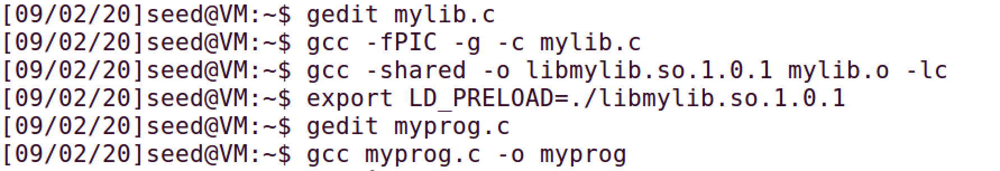 [09/02/20]seed@VM:~$ gedit mylib.c
[09/02/20]seed@VM:~$ gcc -fPIC -g -c mylib.c
[09/02/20]seed@VM:~$ gcc -shared -o libmylib.so.1.0.1 mylib.o -lc
[09/02/20]seed@VM:~$ export LD_PRELOAD=./libmylib.so.1.0.1
[09/02/20]seed@VM:~$ gedit myprog.c
[09/02/20]seed@VM:~$ gcc myprog.c -o myprog